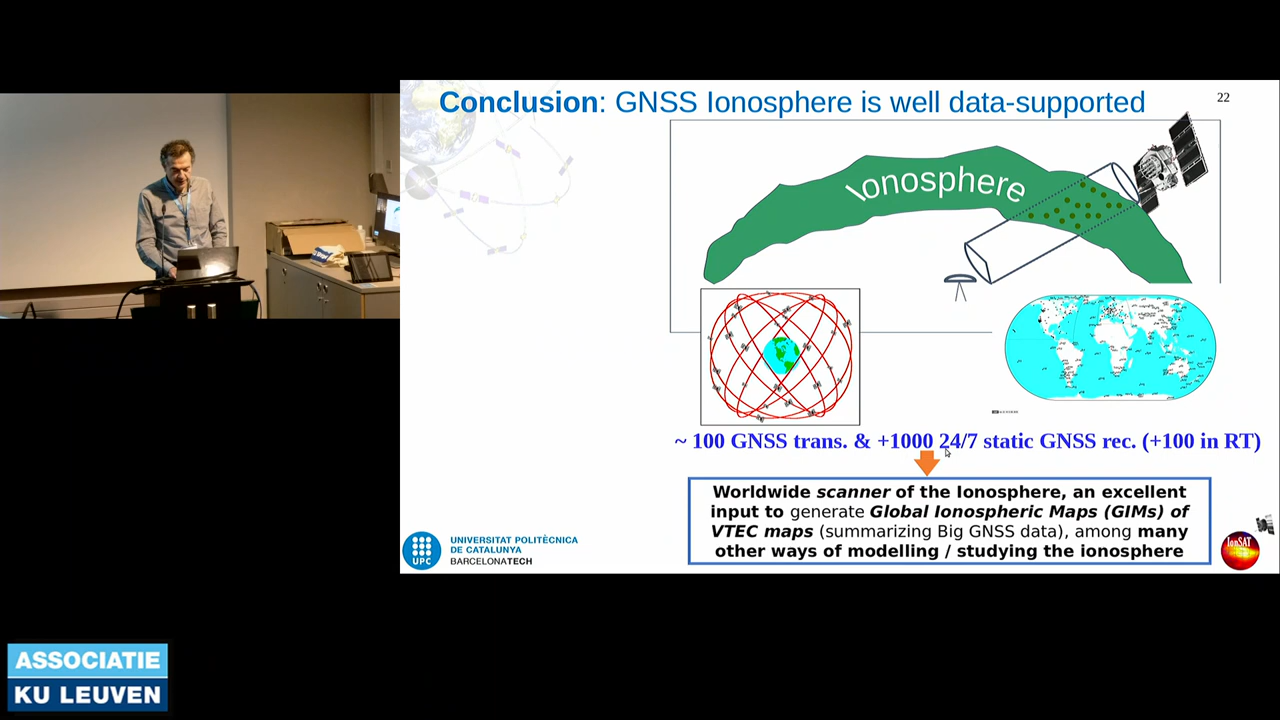 Conclusion: GNSS Ionosphere is well data-supported
22
Ionosphere
~ 100 GNSS trans. & +1000 24/7 static GNSS rec. (+100 in RT)
Worldwide scanner of the Ionosphere, an excellent
input to generate Global Ionospheric Maps (GIMs) of
VTEC maps (summarizing Big GNSS data), among many
other ways of modelling / studying the ionosphere
UPC
UNIVERSITAT POLITÈCNICA
DE CATALUNYA
BARCELONATECH
IonSAT
ASSOCIATIE
KU LEUVEN